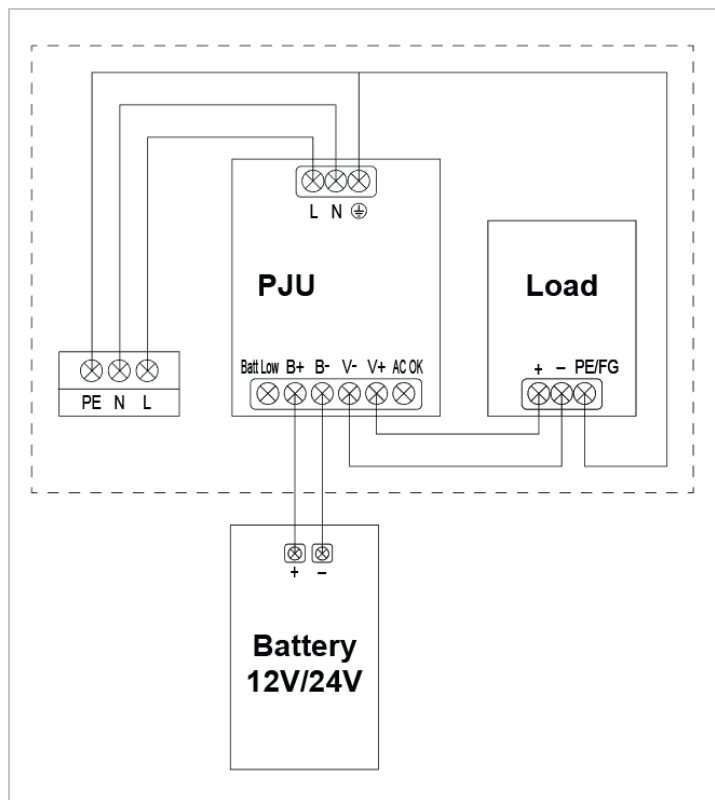 L N ⏚
PJU
Load
Batt Low B+ B- V- V+ AC OK
+ − PE/FG
PE N L
+ −
Battery
12V/24V